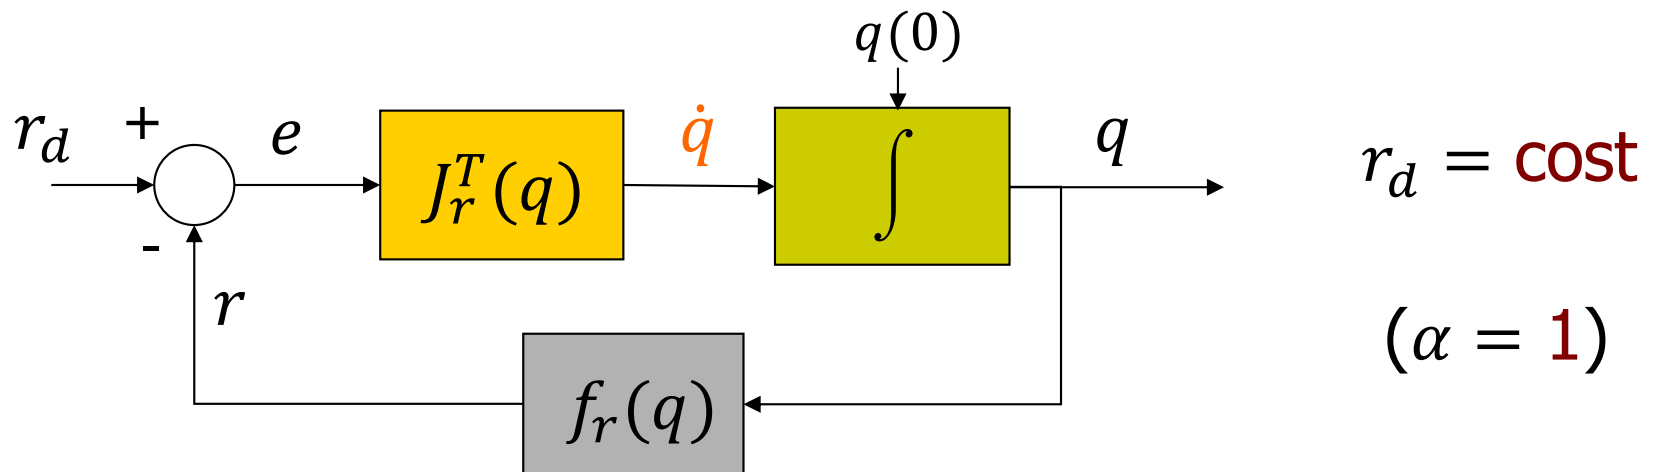 q(0)
r_d
+
e
J_r^T(q)
q̇
∫
q
r_d = cost
-
r
(α = 1)
f_r(q)